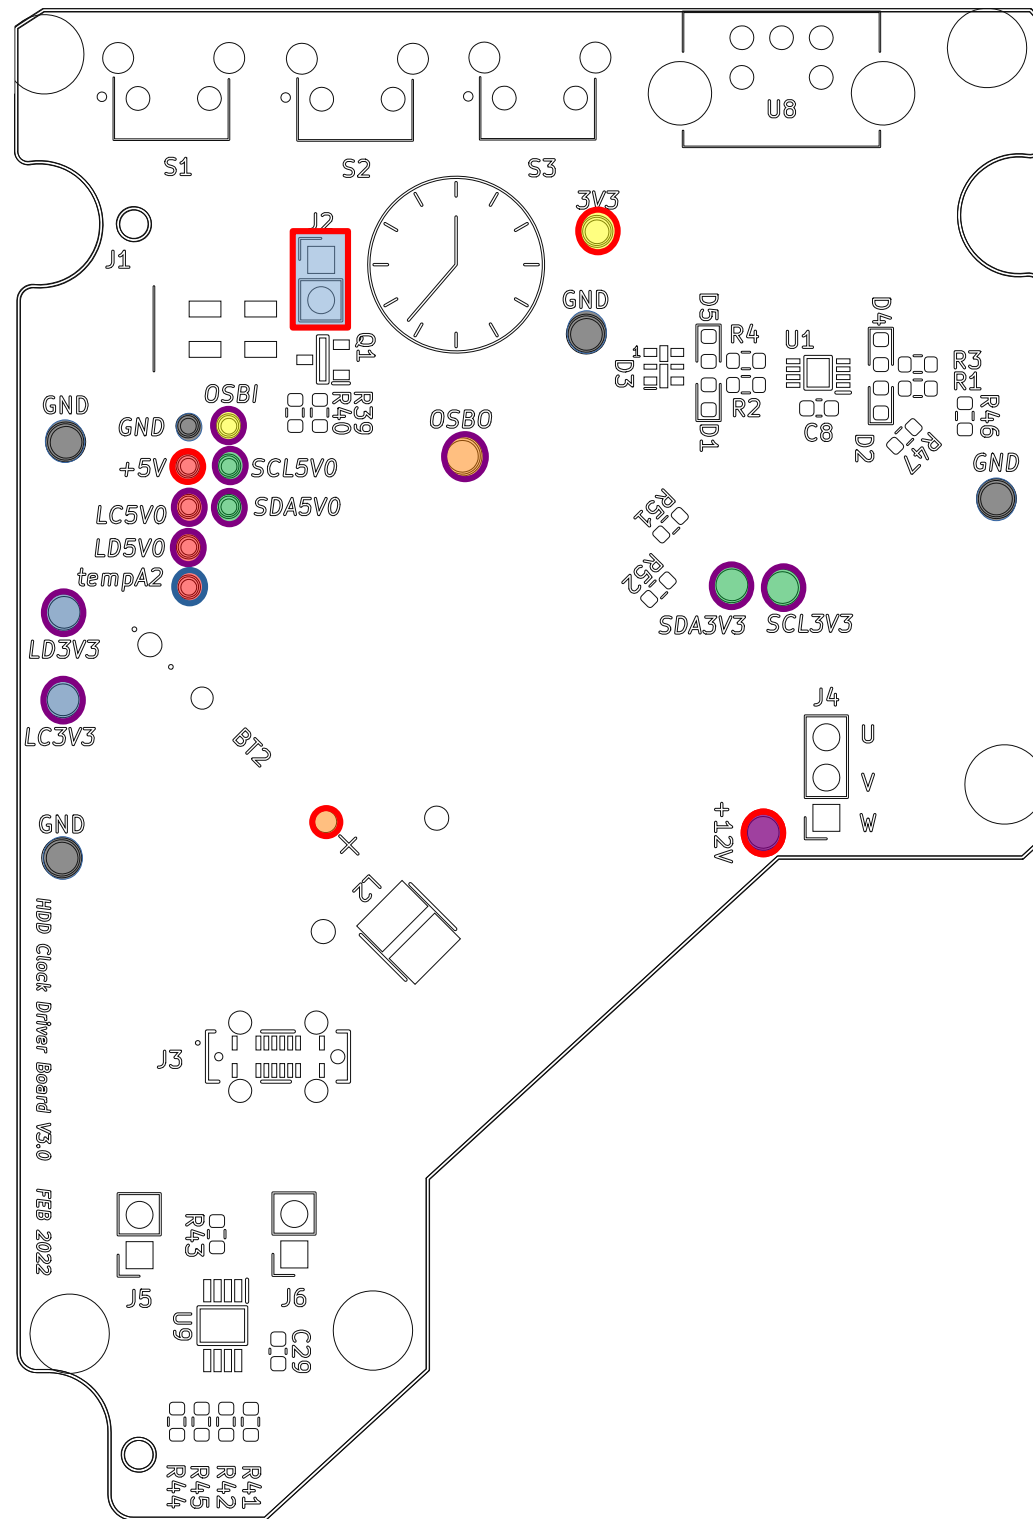 U8
S1
S2
S3
3V3
J2
J1
GND
D5
R4
U1
D4
1
D3
Q1
R3
R1
R2
C8
D1
D2
R46
R47
OSBI
R40
R39
GND
GND
OSBO
+5V
SCL5V0
GND
LC5V0
SDA5V0
R51
LD5V0
tempA2
R52
SDA3V3
SCL3V3
LD3V3
LC3V3
J4
U
V
W
BT2
GND
+12V
+
L2
HDD Clock Driver Board V3.0 FEB 2022
J3
R43
J5
J6
U9
C29
R44
R45
R42
R41